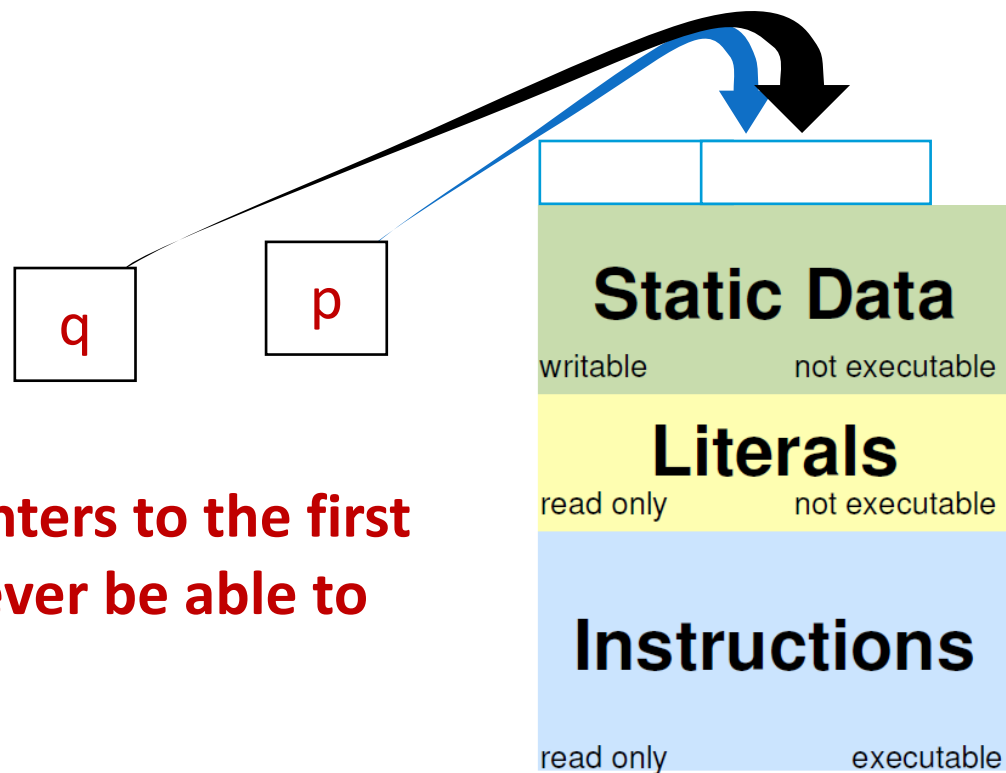 q
p
Static Data
writable not executable
Literals
read only not executable
nters to the first
ever be able to
Instructions
read only executable